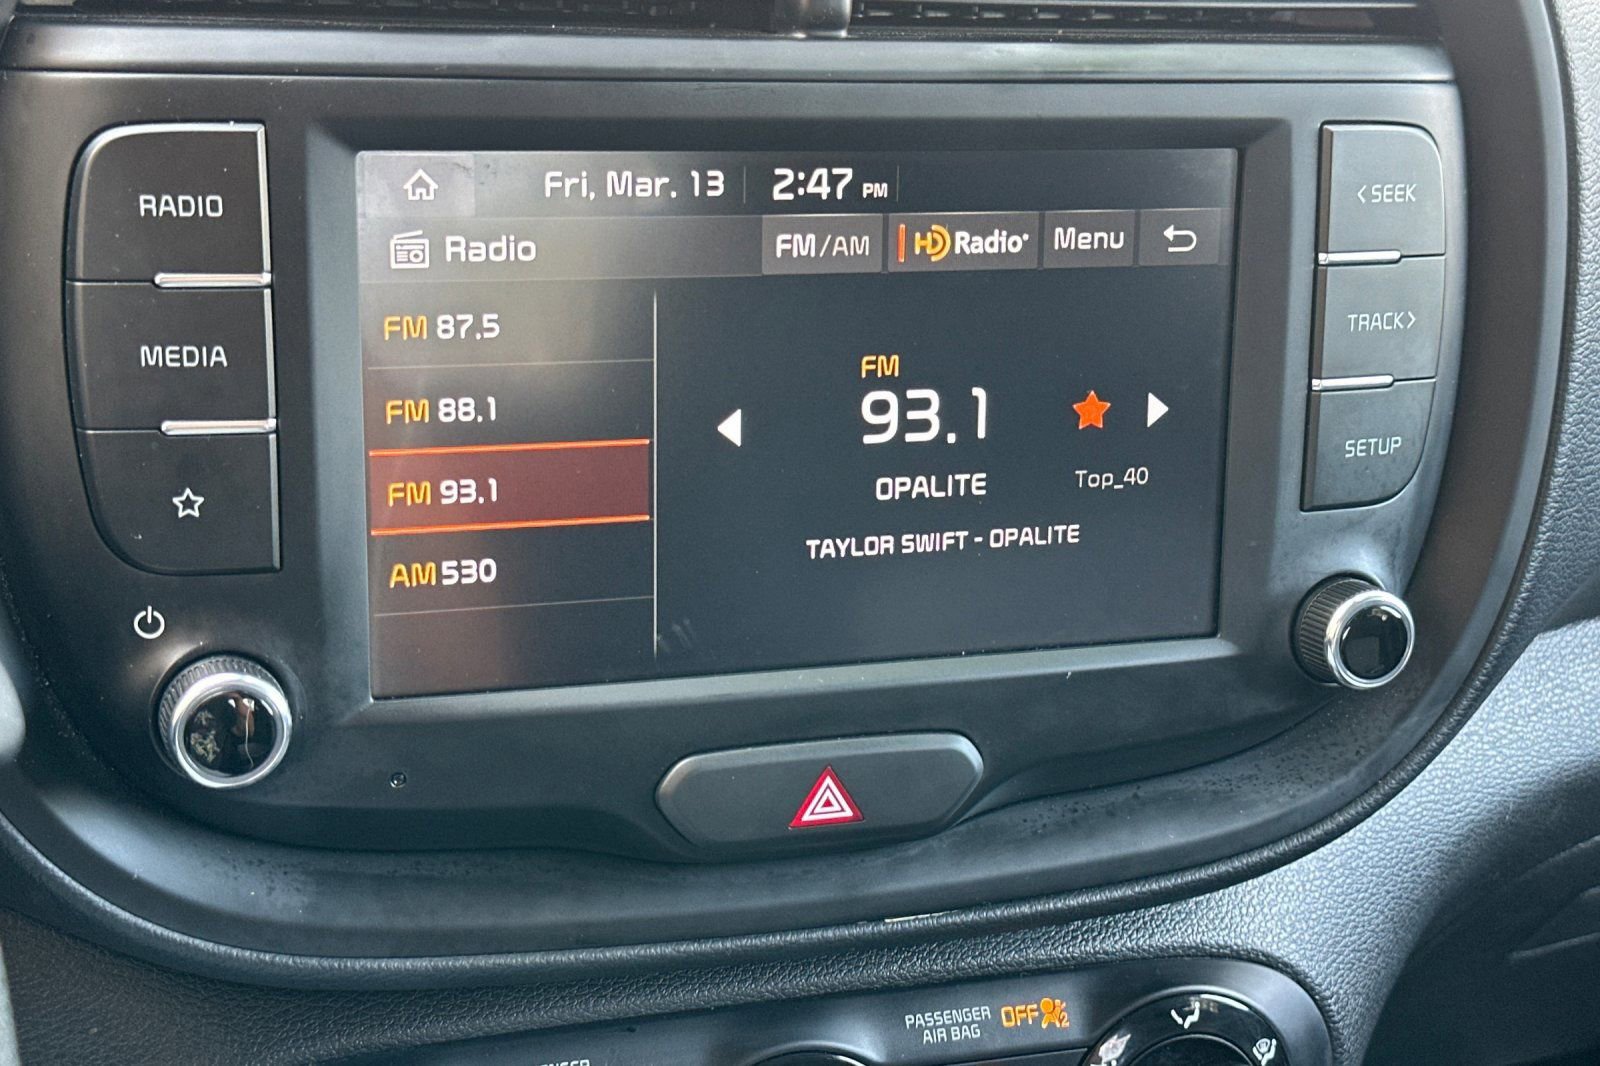 RADIO
MEDIA
Fri, Mar. 13 2:47 PM
Radio FM/AM HD Radio Menu
FM 87.5
FM 88.1
FM 93.1
AM 530
FM
93.1
OPALITE Top_40
TAYLOR SWIFT - OPALITE
< SEEK
TRACK >
SETUP
PASSENGER
AIR BAG
OFF
2